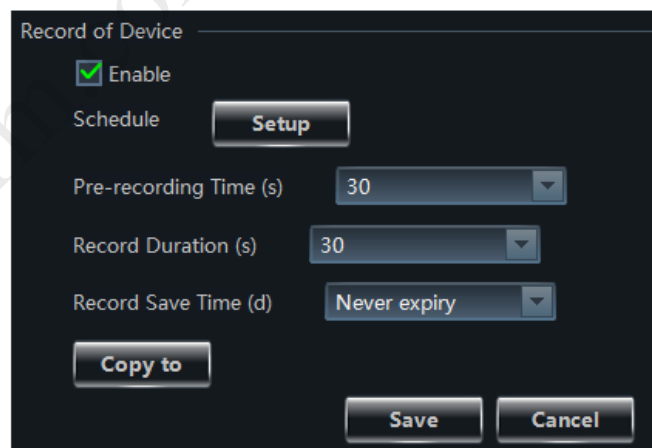 Record of Device
Enable
Schedule Setup
Pre-recording Time (s) 30
Record Duration (s) 30
Record Save Time (d) Never expiry
Copy to
Save Cancel